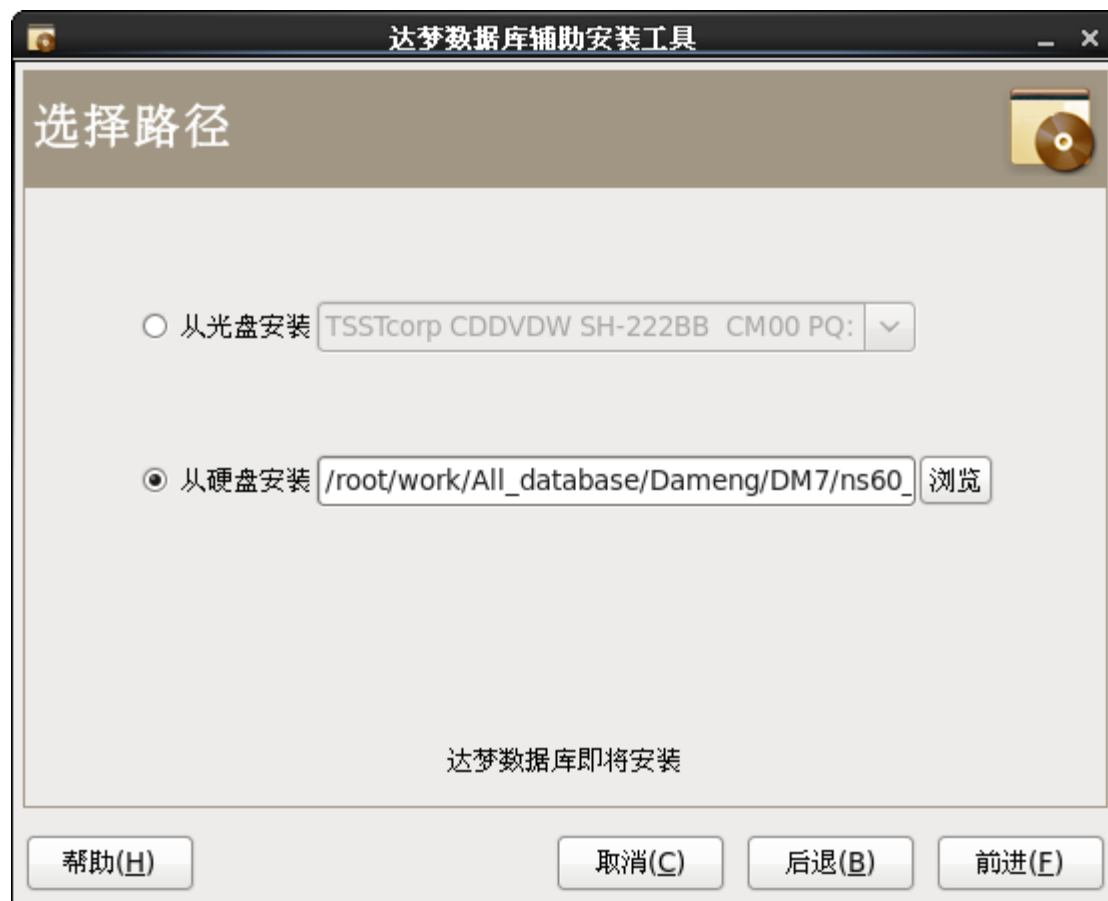 达梦数据库辅助安装工具
选择路径
从光盘安装 TSSTcorp CDDVDW SH-222BB CM00 PQ:
从硬盘安装 /root/work/All_database/Dameng/DM7/ns60_ 浏览
达梦数据库即将安装
帮助(H) 取消(C) 后退(B) 前进(F)